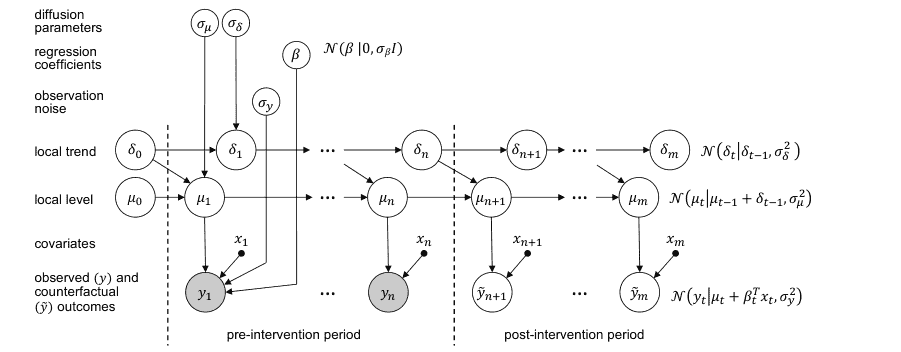 diffusion
parameters
σ_μ σ_δ
regression
coefficients
β 𝒩(β |0, σ_β I)
observation
noise
σ_y
local trend
δ_0 δ_1 ··· δ_n δ_{n+1} ··· δ_m 𝒩(δ_t|δ_{t−1}, σ_δ^2)
local level
μ_0 μ_1 ··· μ_n μ_{n+1} ··· μ_m 𝒩(μ_t|μ_{t−1} + δ_{t−1}, σ_μ^2)
covariates
x_1 x_n x_{n+1} x_m
observed (y) and
counterfactual
(ỹ) outcomes
y_1 ··· y_n ỹ_{n+1} ··· ỹ_m 𝒩(y_t|μ_t + β_t^T x_t, σ_y^2)
pre-intervention period post-intervention period